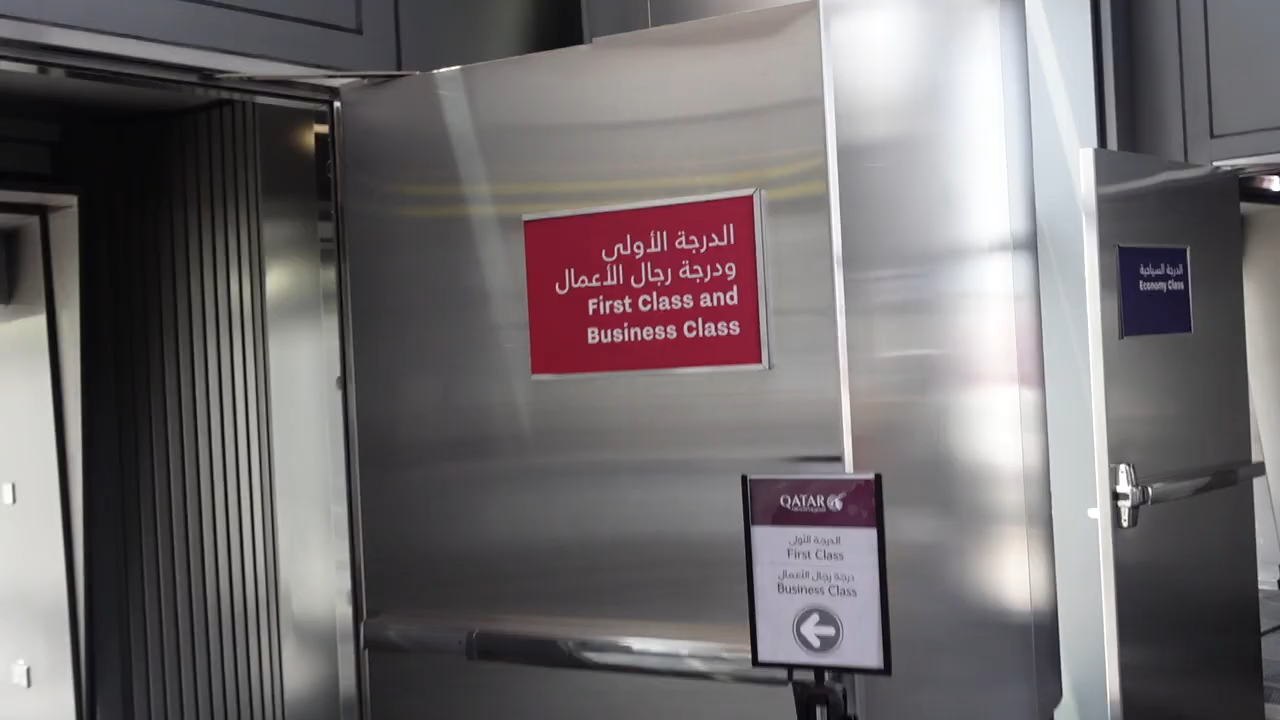 الدرجة الأولى
ودرجة رجال الأعمال
First Class and
Business Class
الدرجة السياحية
Economy Class
QATAR
الدرجة الأولى
First Class
درجة رجال الأعمال
Business Class